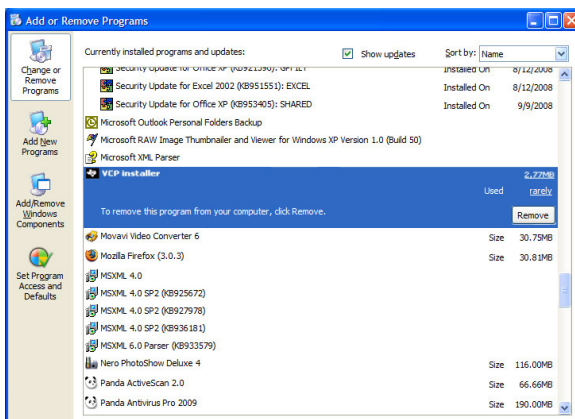 Add or Remove Programs
Currently installed programs and updates:
Show updates
Sort by: Name
Change or Remove Programs
Add New Programs
Add/Remove Windows Components
Set Program Access and Defaults
Security Update for Office XP (KB921596): Installed On 8/12/2008
Security Update for Excel 2002 (KB951551): EXCEL Installed On 8/12/2008
Security Update for Office XP (KB953405): SHARED Installed On 9/9/2008
Microsoft Outlook Personal Folders Backup
Microsoft RAW Image Thumbnailer and Viewer for Windows XP Version 1.0 (Build 50)
Microsoft XML Parser
VCP installer 2.77MB
Used rarely
To remove this program from your computer, click Remove.
Remove
Movavi Video Converter 6 Size 30.75MB
Mozilla Firefox (3.0.3) Size 30.81MB
MSXML 4.0
MSXML 4.0 SP2 (KB925672)
MSXML 4.0 SP2 (KB927978)
MSXML 4.0 SP2 (KB936181)
MSXML 6.0 Parser (KB933579)
Nero PhotoShow Deluxe 4 Size 116.00MB
Panda ActiveScan 2.0 Size 66.66MB
Panda Antivirus Pro 2009 Size 190.00MB